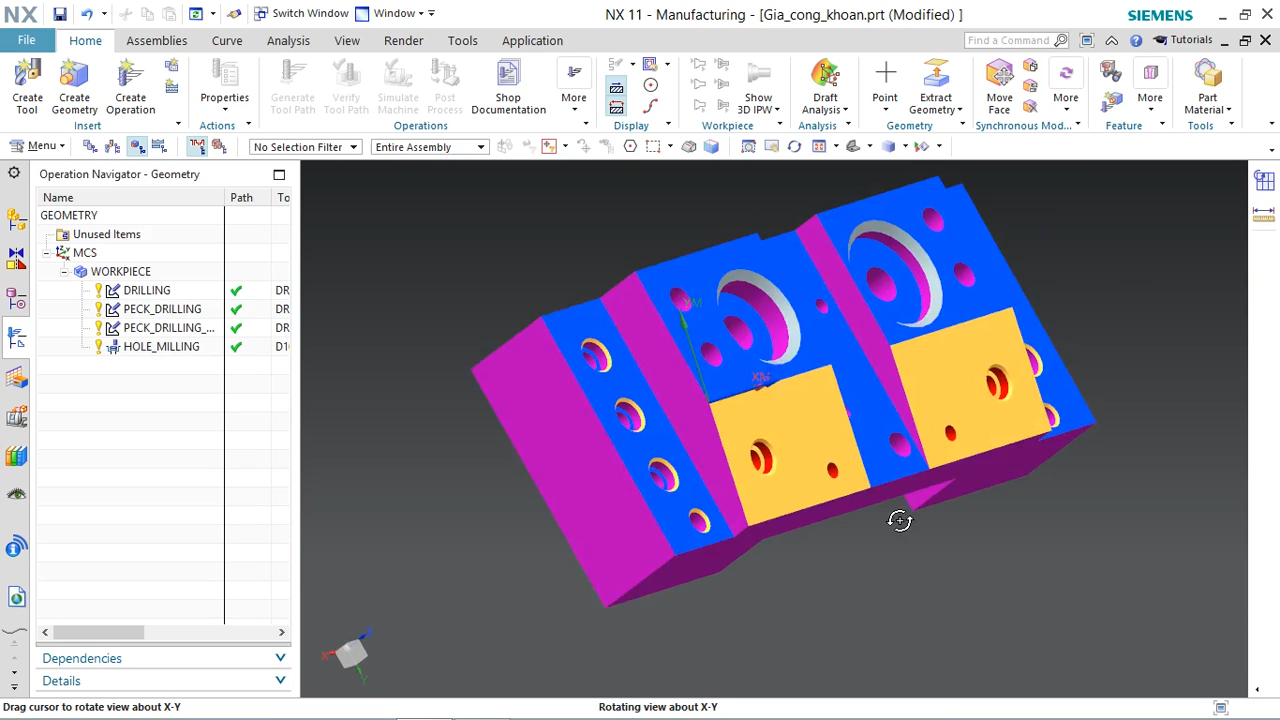 NX
Switch Window
Window
NX 11 - Manufacturing - [Gia_cong_khoan.prt (Modified) ]
SIEMENS
File
Home
Assemblies
Curve
Analysis
View
Render
Tools
Application
Find a Command
Tutorials
Create Tool
Create Geometry
Create Operation
Properties
Generate Tool Path
Verify Tool Path
Simulate Machine
Post Process
Shop Documentation
More
Show 3D IPW
Draft Analysis
Point
Extract Geometry
Move Face
More
More
Part Material
Insert
Actions
Operations
Display
Workpiece
Analysis
Geometry
Synchronous Mod...
Feature
Tools
Menu
No Selection Filter
Entire Assembly
Operation Navigator - Geometry
Name
Path
To
GEOMETRY
Unused Items
MCS
WORKPIECE
DRILLING
DR
PECK_DRILLING
DR
PECK_DRILLING_...
DR
HOLE_MILLING
D1
Dependencies
Details
YM
XM
X
Y
Drag cursor to rotate view about X-Y
Rotating view about X-Y